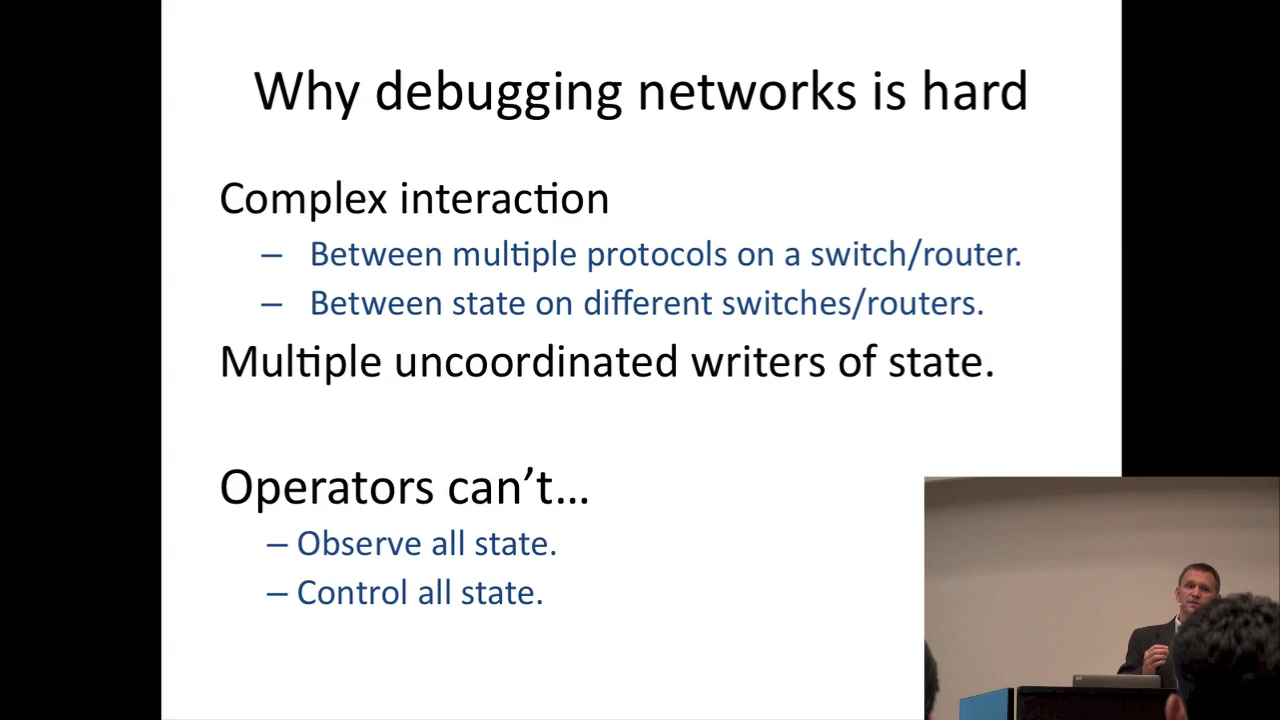 Why debugging networks is hard
Complex interaction
– Between multiple protocols on a switch/router.
– Between state on different switches/routers.
Multiple uncoordinated writers of state.
Operators can’t…
– Observe all state.
– Control all state.